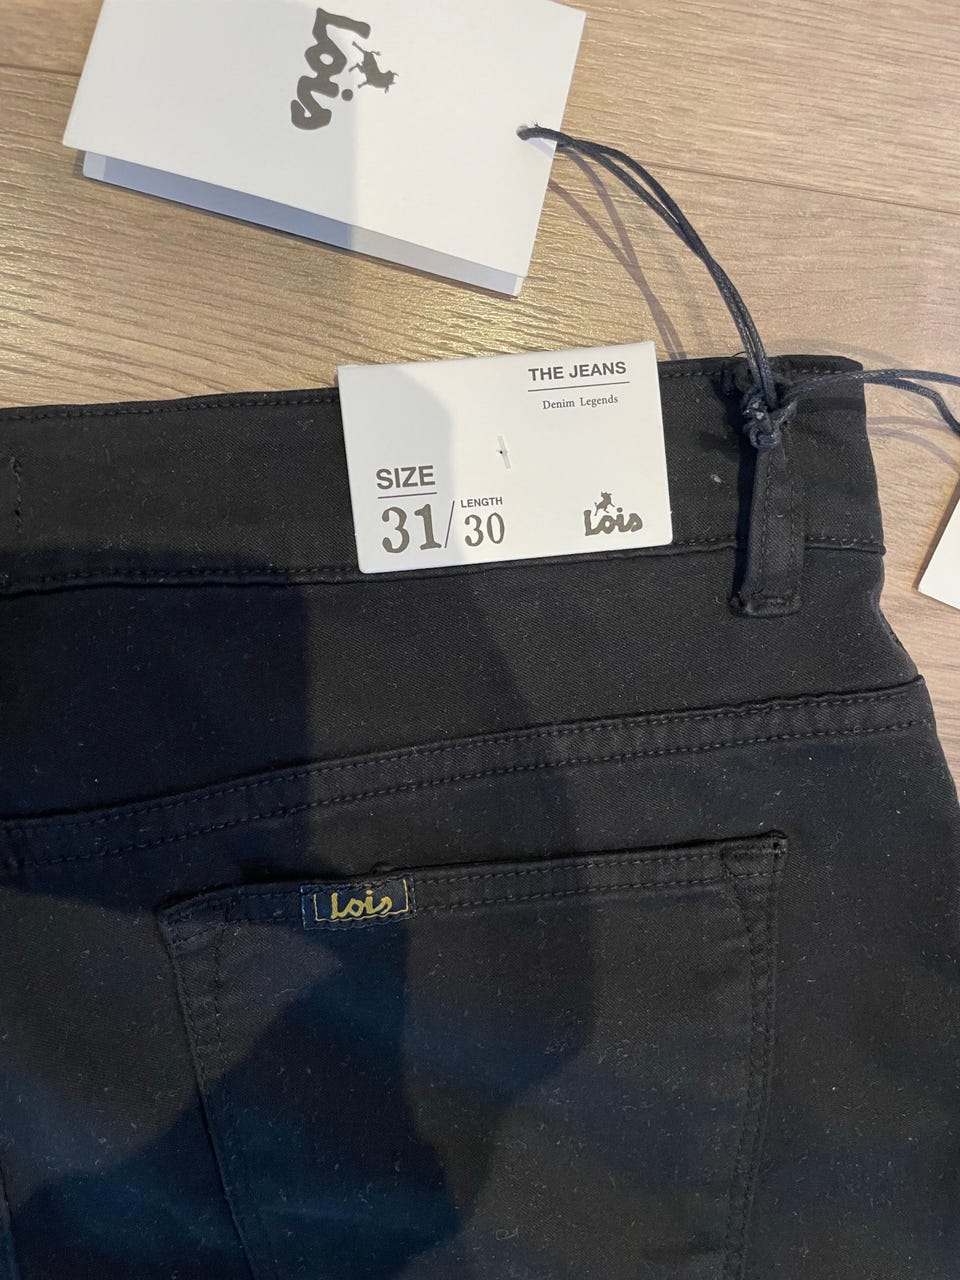 Lois
THE JEANS
Denim Legends
SIZE
31/
LENGTH
30
Lois
Lois